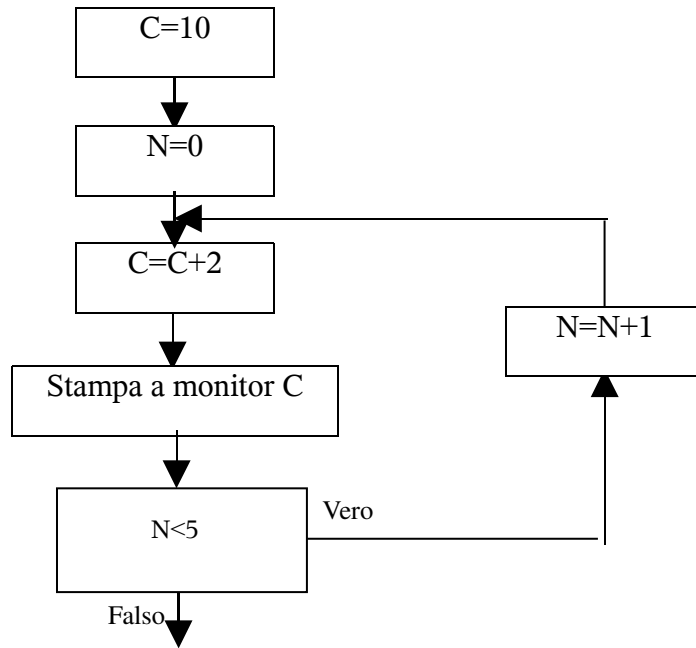 C=10
N=0
C=C+2
N=N+1
Stampa a monitor C
Vero
N<5
Falso